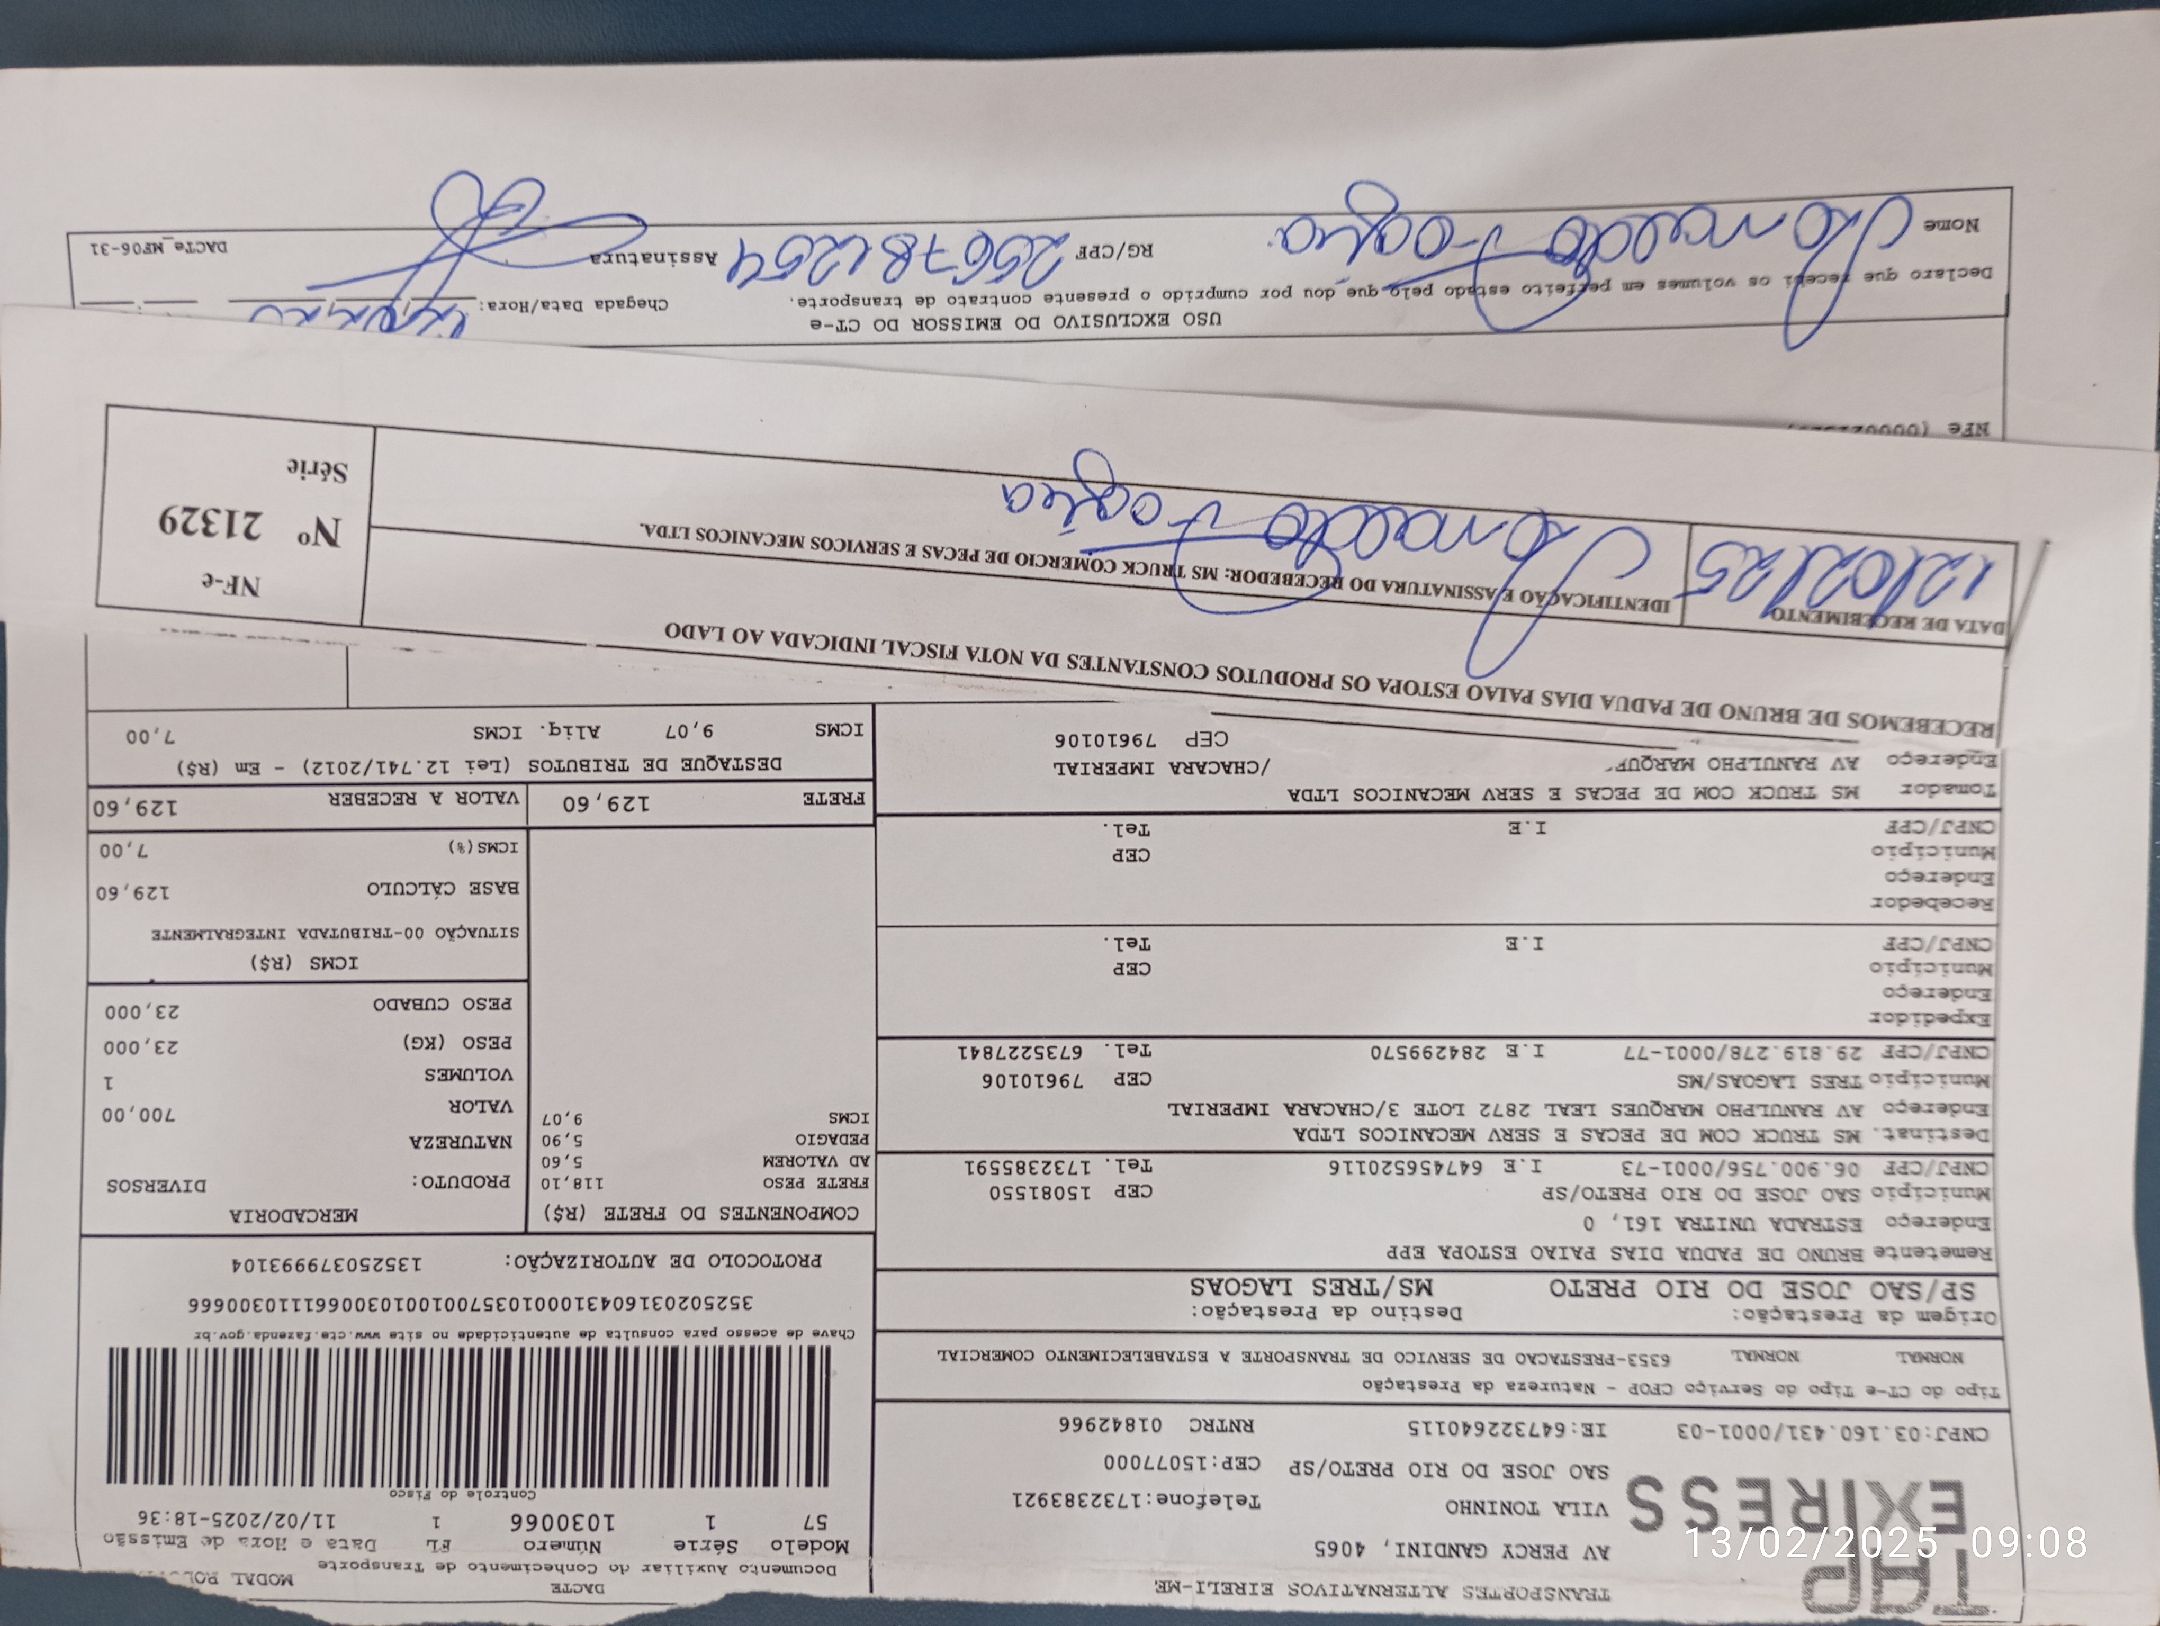 TRANSPORTES ALTERNATIVOS EIRELI-ME
TAP
EXIRESS
AV PERCY GANDINI, 4065
VILA TONINHO Telefone:1732383921
SAO JOSE DO RIO PRETO/SP CEP:15077000
CNPJ:03.160.431/0001-03 IE:647322640115 RNTRC 01842966
DACTE
Documento Auxiliar do Conhecimento de Transporte
MODAL
Modelo Série Número FL Data e Hora de Emissão
57 1 1030066 1 11/02/2025-18:36
Controle do Fisco
Chave de acesso para consulta de autenticidade no site www.cte.fazenda.gov.br
35250203160431000103570010010300661111030066 6
PROTOCOLO DE AUTORIZAÇÃO: 135250379993104
Tipo do CT-e Tipo do Serviço CFOP - Natureza da Prestação
NORMAL NORMAL 6353-PRESTACAO DE SERVICO DE TRANSPORTE A ESTABELECIMENTO COMERCIAL
Origem da Prestação: Destino da Prestação:
SP/SAO JOSE DO RIO PRETO MS/TRES LAGOAS
Remetente BRUNO DE PADUA DIAS PAIAO ESTOPA EPP
Endereço ESTRADA UNITRA 161, 0
Município SAO JOSE DO RIO PRETO/SP CEP 15081550
CNPJ/CPF 06.900.756/0001-73 I.E 647456520116 Tel. 1732385591
Destinat. MS TRUCK COM DE PECAS E SERV MECANICOS LTDA
Endereço AV RANULPHO MARQUES LEAL 2872 LOTE 3/CHACARA IMPERIAL
Município TRES LAGOAS/MS CEP 79610106
CNPJ/CPF 29.819.278/0001-77 I.E 284299570 Tel. 6735227841
Expedidor
Endereço
Município CEP
CNPJ/CPF I.E Tel.
Recebedor
Endereço
Município CEP
CNPJ/CPF I.E Tel.
Tomador MS TRUCK COM DE PECAS E SERV MECANICOS LTDA
Endereço AV RANULPHO /CHACARA IMPERIAL
CEP 79610106
COMPONENTES DO FRETE (R$)
FRETE PESO 118,10
AD VALOREM 5,60
PEDAGIO 5,90
ICMS 9,07
MERCADORIA
PRODUTO: DIVERSOS
NATUREZA
VALOR 700,00
VOLUMES 1
PESO (KG) 23,000
PESO CUBADO 23,000
ICMS (R$)
SITUAÇÃO 00-TRIBUTADA INTEGRALMENTE
BASE CÁLCULO 129,60
ICMS(%) 7,00
FRETE 129,60 VALOR A RECEBER 129,60
DESTAQUE DE TRIBUTOS (Lei 12.741/2012) - Em (R$)
ICMS 9,07 Aliq. ICMS 7,00
RECEBEMOS DE BRUNO DE PADUA DIAS PAIAO ESTOPA OS PRODUTOS CONSTANTES DA NOTA FISCAL INDICADA AO LADO
DATA DE RECEBIMENTO
12/02/25
IDENTIFICAÇÃO E ASSINATURA DO RECEBEDOR: MS TRUCK COMERCIO DE PECAS E SERVICOS MECANICOS LTDA.
NF-e
Nº 21329
Série
NFe
USO EXCLUSIVO DO EMISSOR DO CT-e
Declaro que recebi os volumes em perfeito estado pelo que dou por cumprido o presente contrato de transporte.
Chegada Data/Hora:
Nome
RG/CPF
Assinatura
DACTe_MF06-31
13/02/2025 09:08